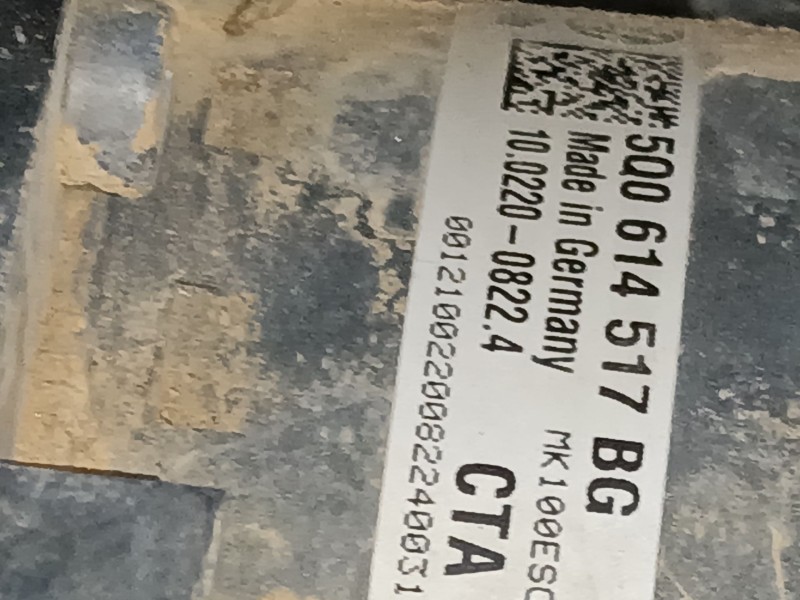 *5Q0 614 517 BG
Made in Germany MK100ESC
10.0220-0822.4 CTA
0012100220082240031